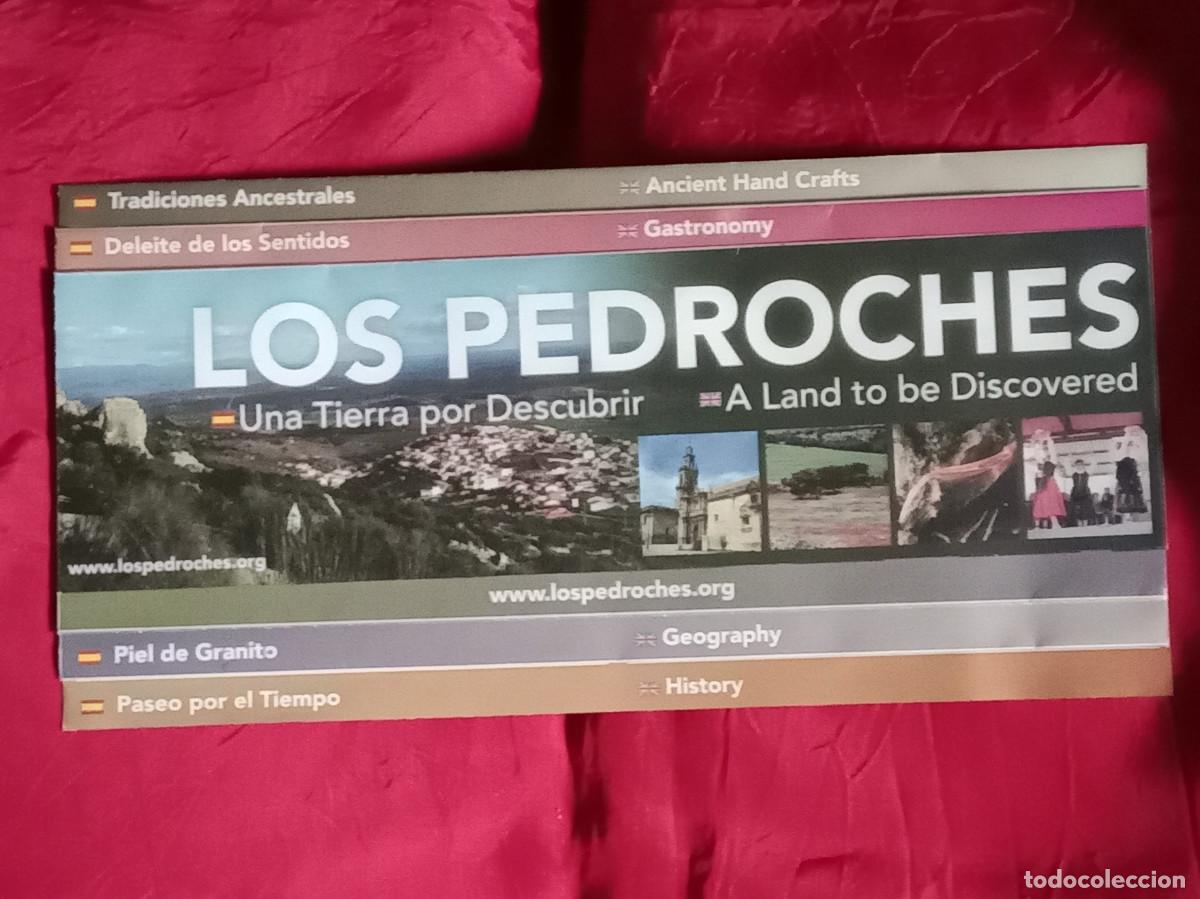 Tradiciones Ancestrales Ancient Hand Crafts
Deleite de los Sentidos Gastronomy
LOS PEDROCHES
Una Tierra por Descubrir A Land to be Discovered
www.lospedroches.org
www.lospedroches.org
Piel de Granito Geography
Paseo por el Tiempo History
todocoleccion